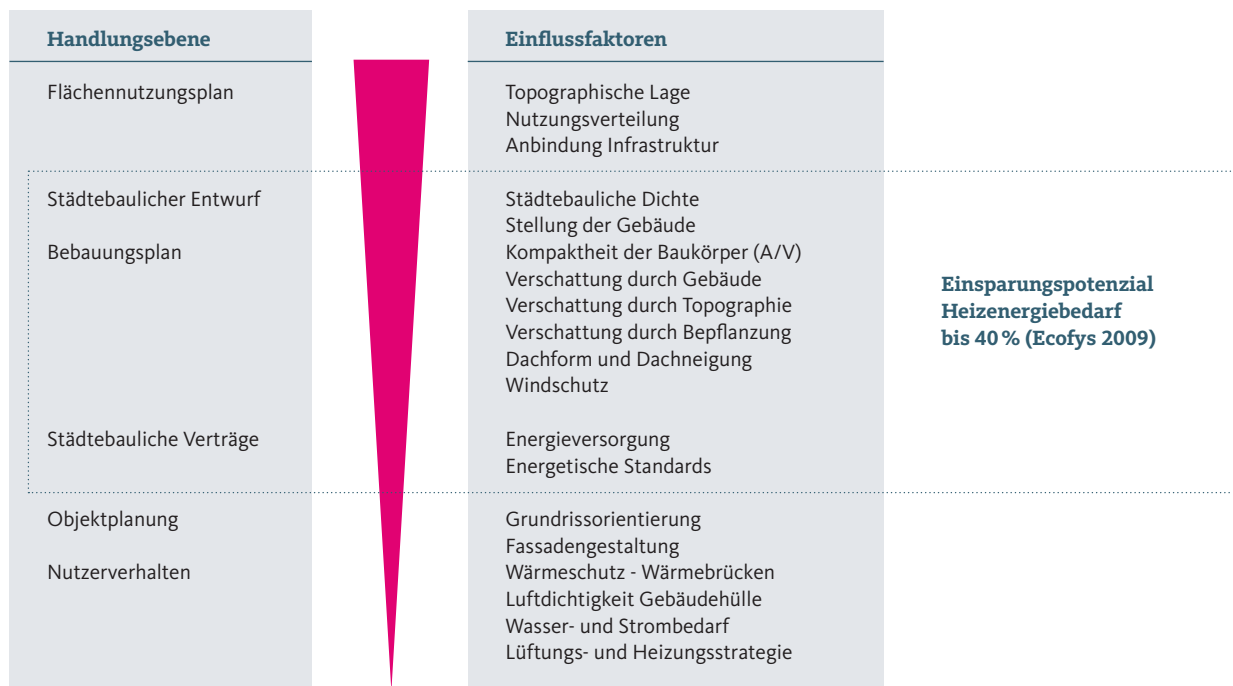 Handlungsebene
Flächennutzungsplan
Städtebaulicher Entwurf
Bebauungsplan
Städtebauliche Verträge
Objektplanung
Nutzerverhalten
Einflussfaktoren
Topographische Lage
Nutzungsverteilung
Anbindung Infrastruktur
Städtebauliche Dichte
Stellung der Gebäude
Kompaktheit der Baukörper (A/V)
Verschattung durch Gebäude
Verschattung durch Topographie
Verschattung durch Bepflanzung
Dachform und Dachneigung
Windschutz
Energieversorgung
Energetische Standards
Grundrissorientierung
Fassadengestaltung
Wärmeschutz - Wärmebrücken
Luftdichtigkeit Gebäudehülle
Wasser- und Strombedarf
Lüftungs- und Heizungsstrategie
Einsparungspotenzial
Heizenergiebedarf
bis 40 % (Ecofys 2009)